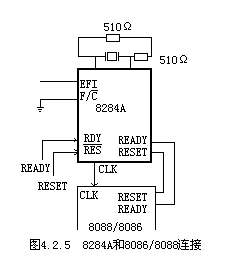 510Ω
510Ω
EFI
F/C̅
8284A
RDY READY
R̅E̅S̅ RESET
READY
CLK
RESET
CLK RESET
READY
8088/8086
图4.2.5 8284A和8086/8088连接